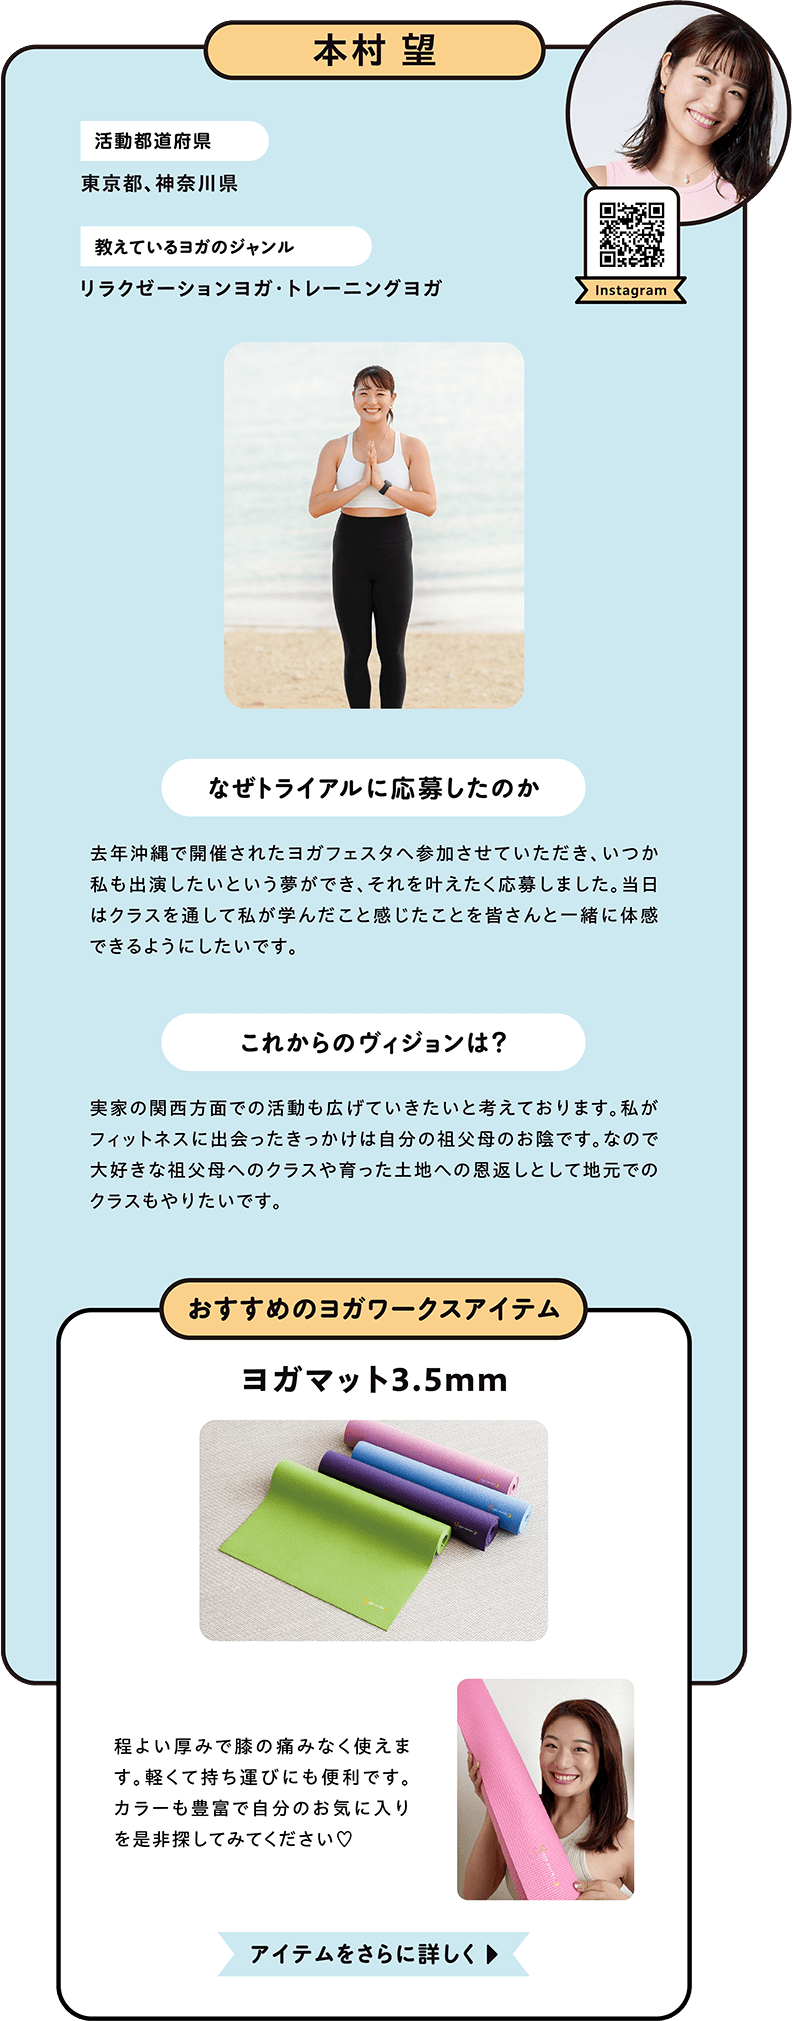 本村 望
活動都道府県
東京都、神奈川県
教えているヨガのジャンル
リラクゼーションヨガ・トレーニングヨガ
Instagram
なぜトライアルに応募したのか
去年沖縄で開催されたヨガフェスタへ参加させていただき、いつか
私も出演したいという夢ができ、それを叶えたく応募しました。当日
はクラスを通して私が学んだこと感じたことを皆さんと一緒に体感
できるようにしたいです。
これからのヴィジョンは？
実家の関西方面での活動も広げていきたいと考えております。私が
フィットネスに出会ったきっかけは自分の祖父母のお陰です。なので
大好きな祖父母へのクラスや育った土地への恩返しとして地元での
クラスもやりたいです。
おすすめのヨガワークスアイテム
ヨガマット3.5mm
程よい厚みで膝の痛みなく使えま
す。軽くて持ち運びにも便利です。
カラーも豊富で自分のお気に入り
を是非探してみてください♡
アイテムをさらに詳しく▶